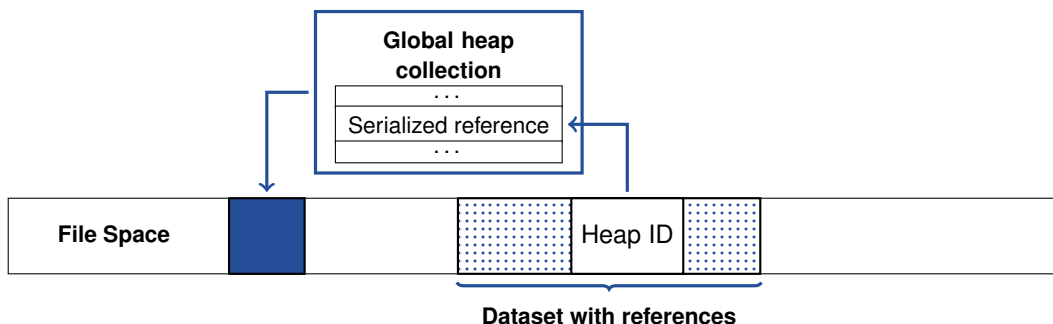 Global heap
collection
. . .
Serialized reference
. . .
File Space
Heap ID
Dataset with references